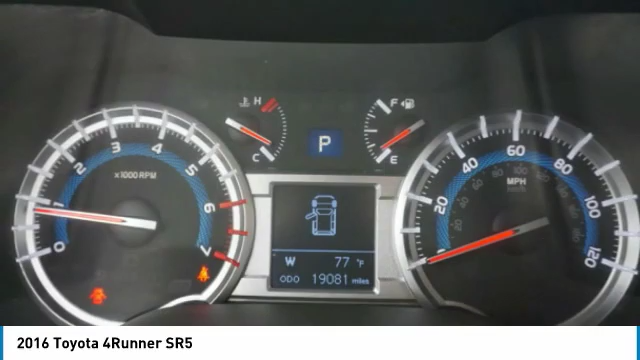 H
C
F
E
P
0 1 2 3 4 5 6 7
x1000 RPM
20 40 60 80 100 120
MPH
km/h
W 77 °F
ODO 19081 miles
2016 Toyota 4Runner SR5